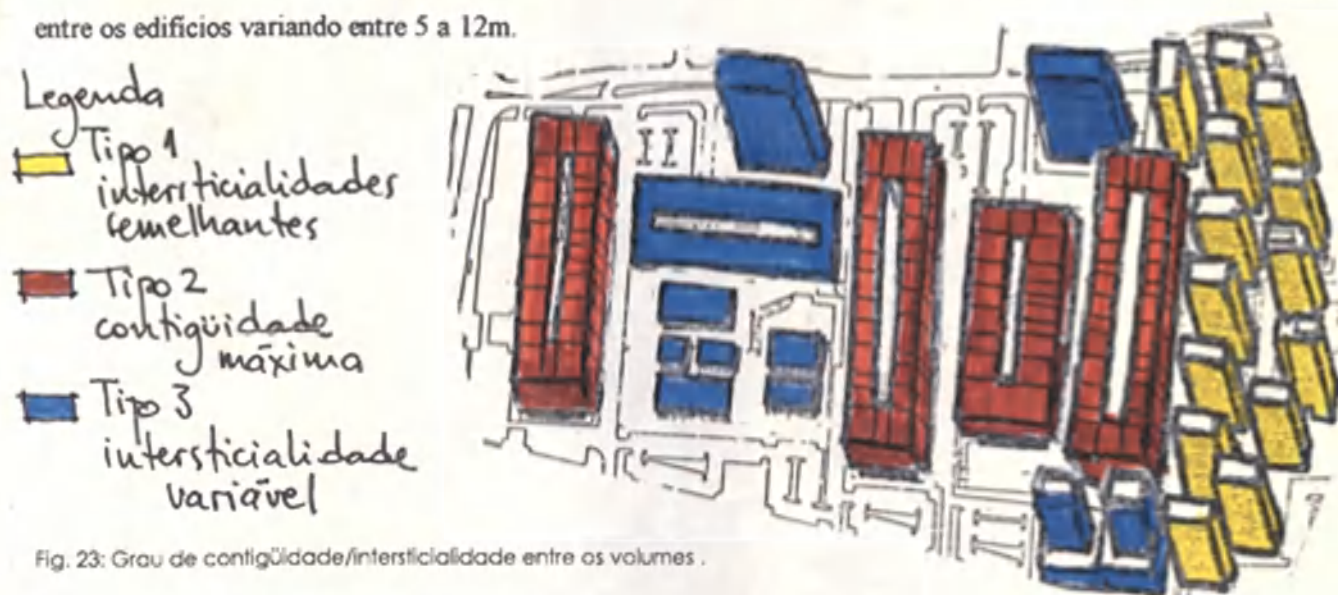 entre os edifícios variando entre 5 a 12m.
Legenda
Tipo 1
intersticialidades
semelhantes
Tipo 2
contigüidade
máxima
Tipo 3
intersticialidade
variável
Fig. 23: Grau de contigüidade/intersticialidade entre os volumes .